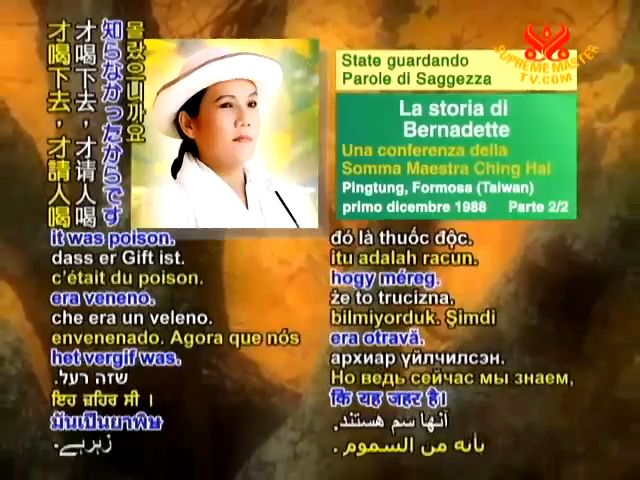 몰랐으니까요
知らなかったからです
才喝下去，才请人喝
才喝下去，才請人喝
SUPREME MASTER
TV.COM
State guardando
Parole di Saggezza
La storia di
Bernadette
Una conferenza della
Somma Maestra Ching Hai
Pingtung, Formosa (Taiwan)
primo dicembre 1988 Parte 2/2
it was poison.
dass er Gift ist.
c'était du poison.
era veneno.
che era un veleno.
envenenado. Agora que nós
het vergif was.
שזה רעל.
ਇਹ ਜ਼ਹਿਰ ਸੀ ।
มันเป็นยาพิษ
زہر ہے۔
đó là thuốc độc.
itu adalah racun.
hogy méreg.
że to trucizna.
bilmiyorduk. Şimdi
era otravă.
архиар үйлчилсэн.
Но ведь сейчас мы знаем,
कि यह जहर है।
آنها سم هستند.
بأنه من السموم.